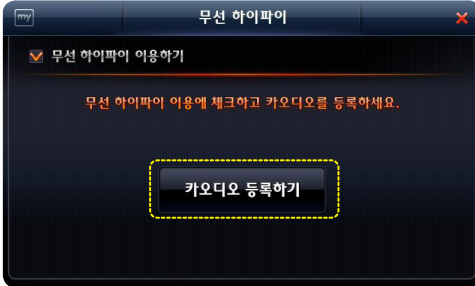 my 무선 하이파이
무선 하이파이 이용하기
무선 하이파이 이용에 체크하고 카오디오를 등록하세요.
카오디오 등록하기